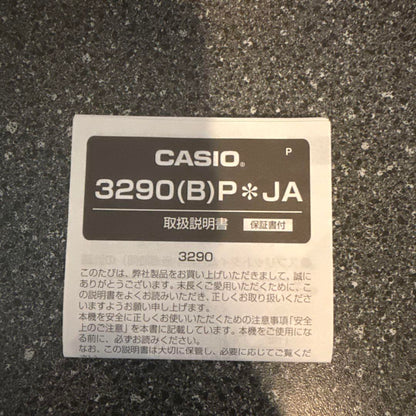 P
CASIO®
3290(B)P*JA
取扱説明書 保証書付
3290
このたびは、弊社製品をお買い上げいただきまして、誠に
ありがとうございます。末長くご愛用いただくために、こ
の説明書をよくお読みいただき、正しくお取り扱いくださ
いますようお願い申し上げます。
本機を安全に正しくお使いいただくための注意事項「安全
上のご注意」を本書に記載しています。本機をご使用にな
る前に、必ずお読みください。
なお、この説明書は大切に保管し、必要に応じてご覧くだ